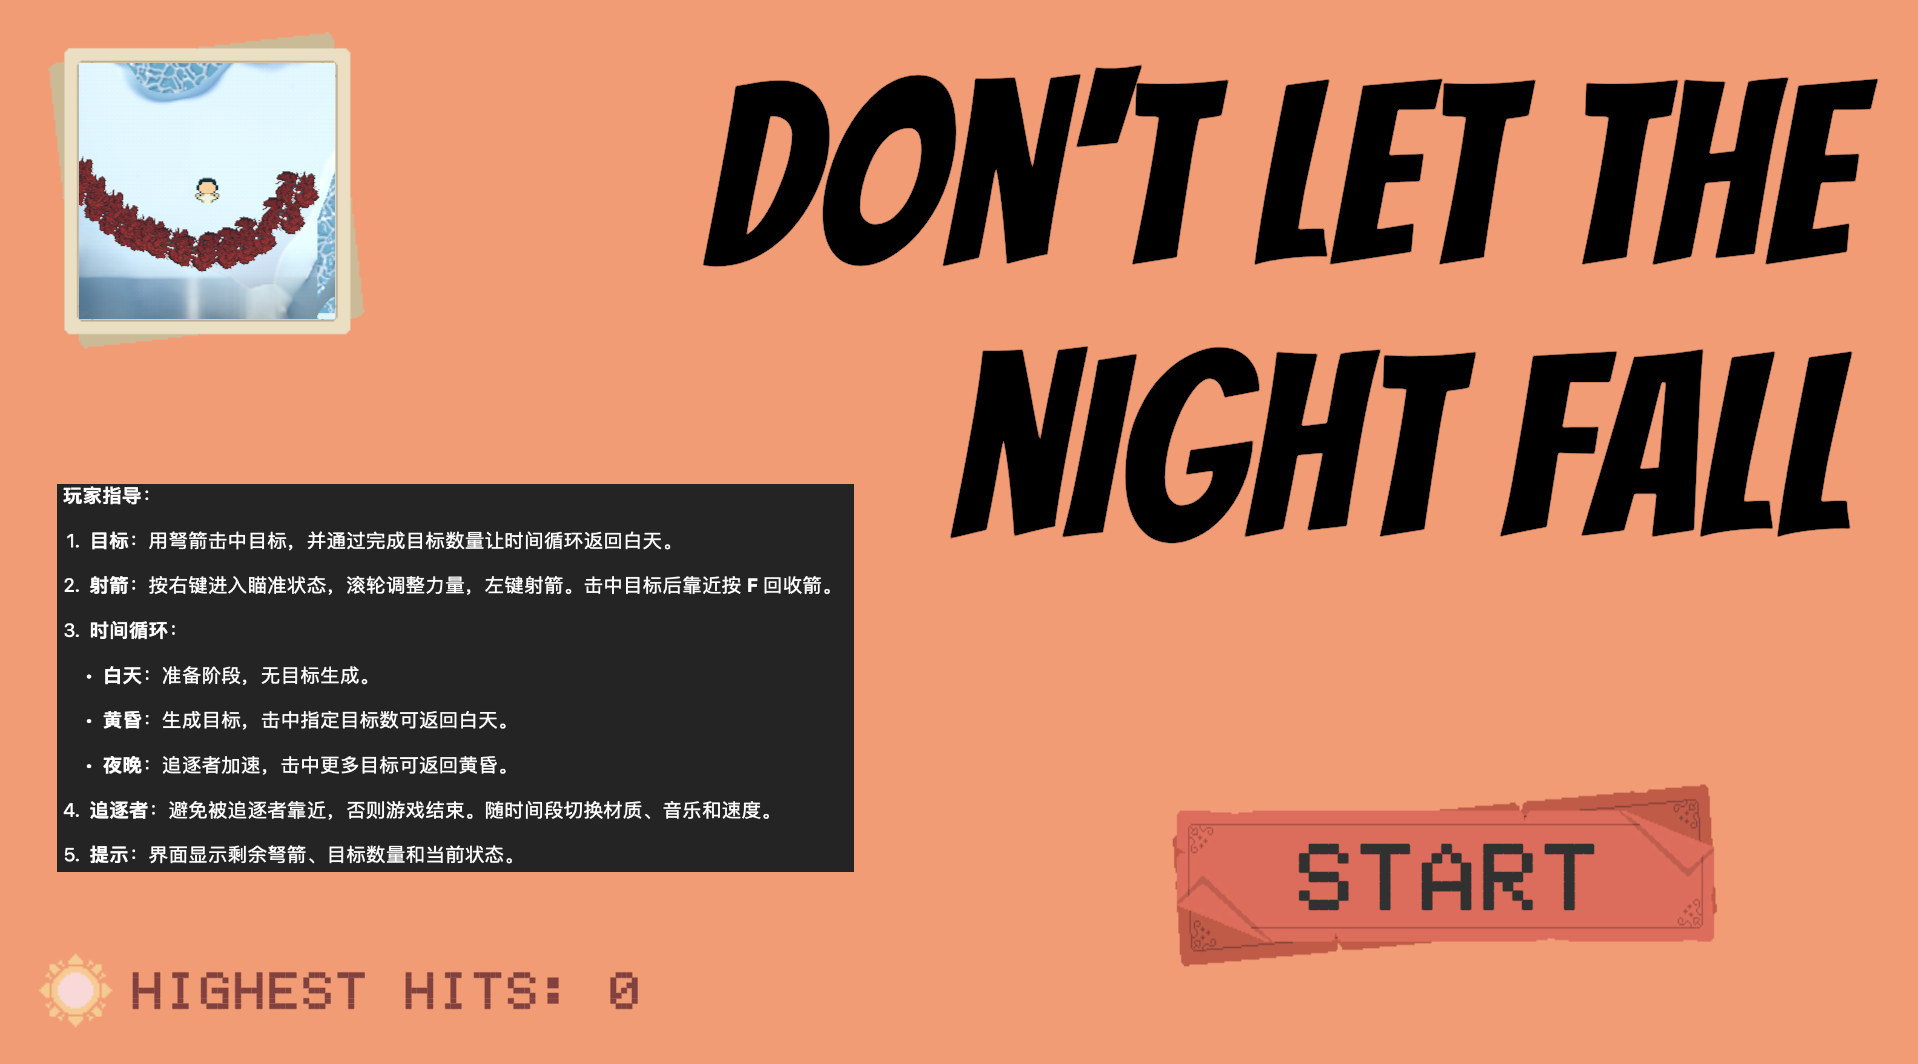 DON'T LET THE
NIGHT FALL
玩家指导：
1. 目标：用弩箭击中目标，并通过完成目标数量让时间循环返回白天。
2. 射箭：按右键进入瞄准状态，滚轮调整力量，左键射箭。击中目标后靠近按 F 回收箭。
3. 时间循环：
• 白天：准备阶段，无目标生成。
• 黄昏：生成目标，击中指定目标数可返回白天。
• 夜晚：追逐者加速，击中更多目标可返回黄昏。
4. 追逐者：避免被追逐者靠近，否则游戏结束。随时间段切换材质、音乐和速度。
5. 提示：界面显示剩余弩箭、目标数量和当前状态。
START
HIGHEST HITS: 0